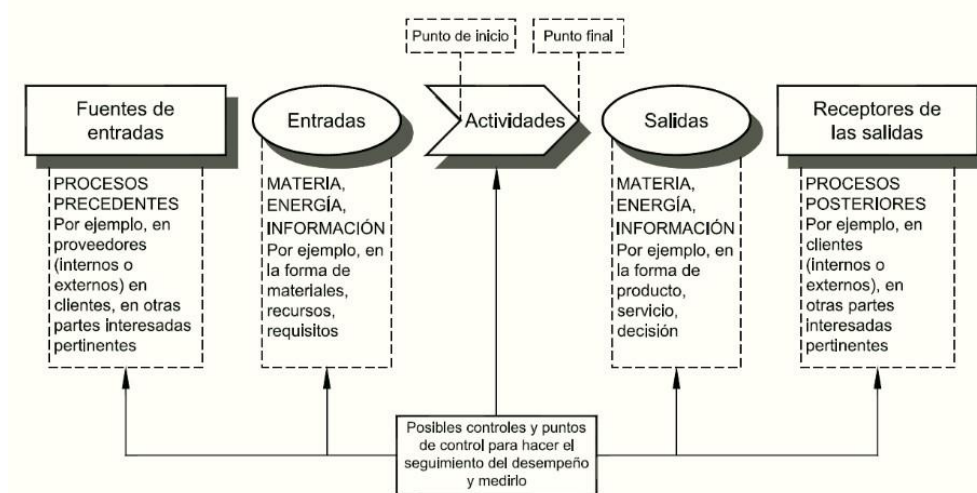 Punto de inicio
Punto final
Fuentes de
entradas
Entradas
Actividades
Salidas
Receptores de
las salidas
PROCESOS
PRECEDENTES
Por ejemplo, en
proveedores
(internos o
externos) en
clientes, en otras
partes interesadas
pertinentes
MATERIA,
ENERGÍA,
INFORMACIÓN
Por ejemplo, en
la forma de
materiales,
recursos,
requisitos
MATERIA,
ENERGÍA,
INFORMACIÓN
Por ejemplo, en
la forma de
producto,
servicio,
decisión
PROCESOS
POSTERIORES
Por ejemplo, en
clientes
(internos o
externos), en
otras partes
interesadas
pertinentes
Posibles controles y puntos
de control para hacer el
seguimiento del desempeño
y medirlo